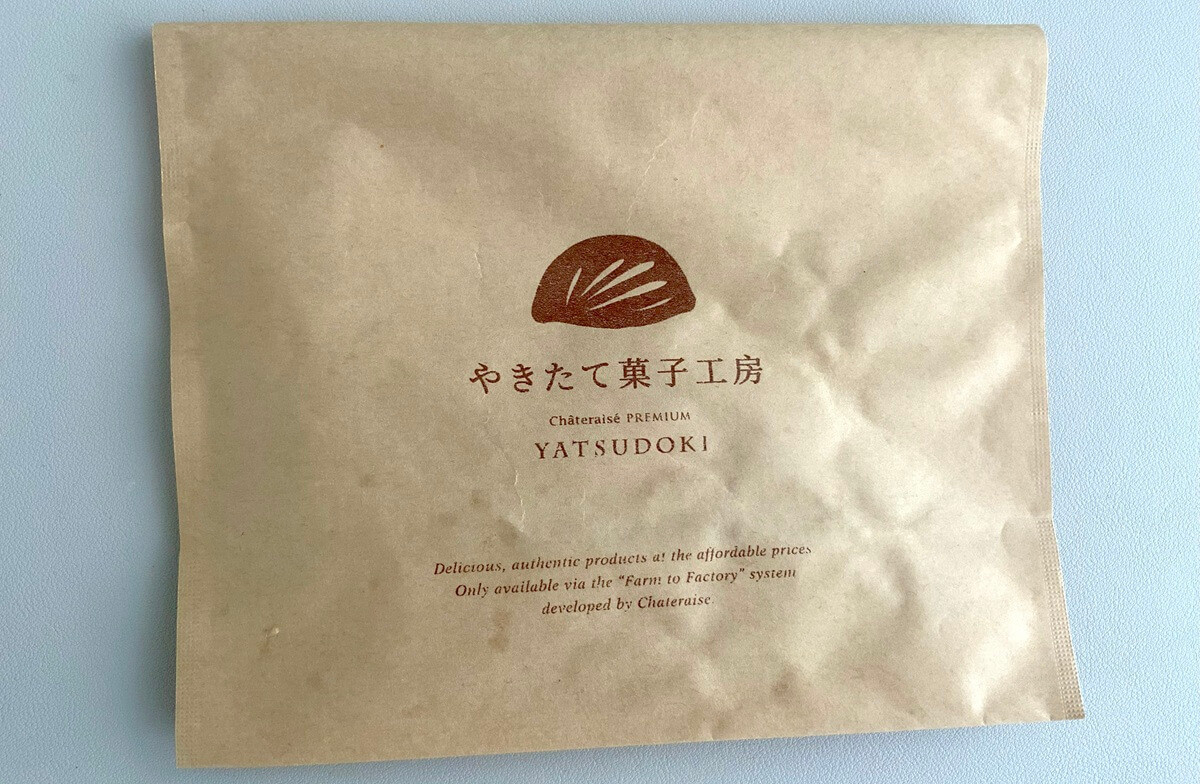 やきたて菓子工房
Châteraisé PREMIUM
YATSUDOKI
Delicious, authentic products at the affordable prices
Only available via the "Farm to Factory" system
developed by Chateraise.